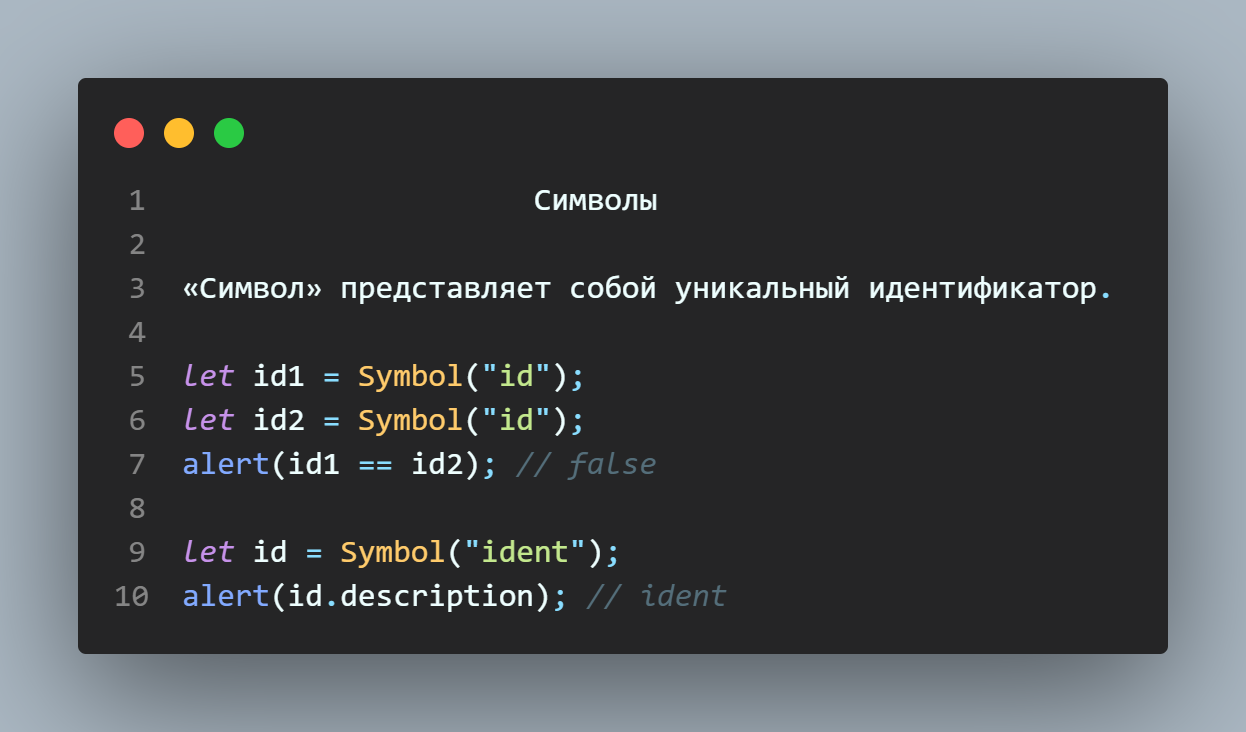 1 Символы
2
3 «Символ» представляет собой уникальный идентификатор.
4
5 let id1 = Symbol("id");
6 let id2 = Symbol("id");
7 alert(id1 == id2); // false
8
9 let id = Symbol("ident");
10 alert(id.description); // ident